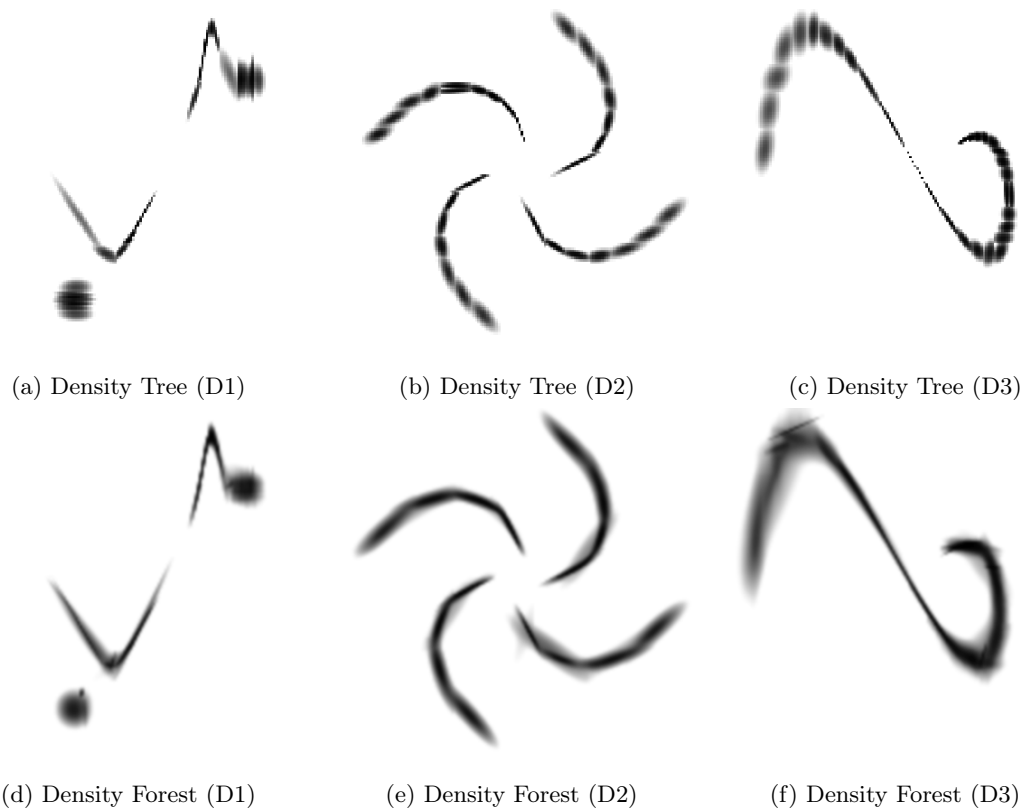 (a) Density Tree (D1)
(b) Density Tree (D2)
(c) Density Tree (D3)
(d) Density Forest (D1)
(e) Density Forest (D2)
(f) Density Forest (D3)